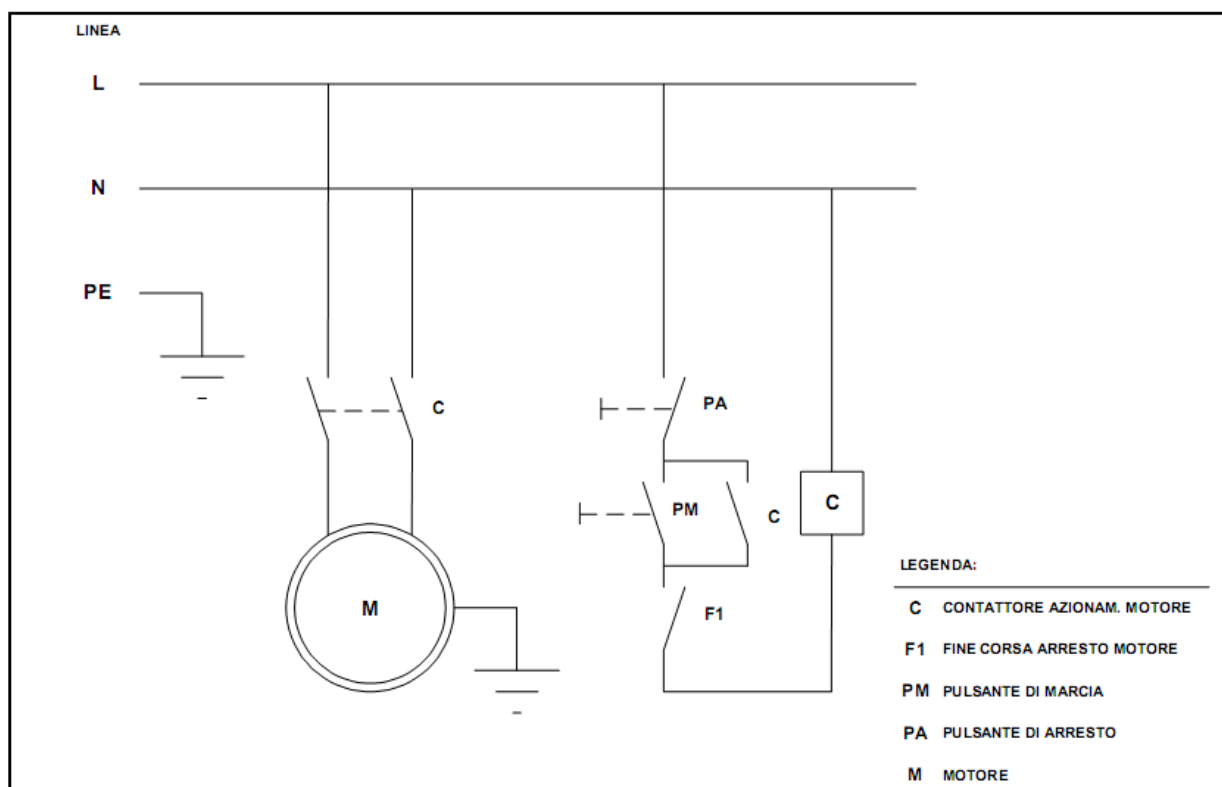 LINEA
L
N
PE
C
PA
PM
C
C
M
F1
LEGENDA:
C CONTATTORE AZIONAM. MOTORE
F1 FINE CORSA ARRESTO MOTORE
PM PULSANTE DI MARCIA
PA PULSANTE DI ARRESTO
M MOTORE